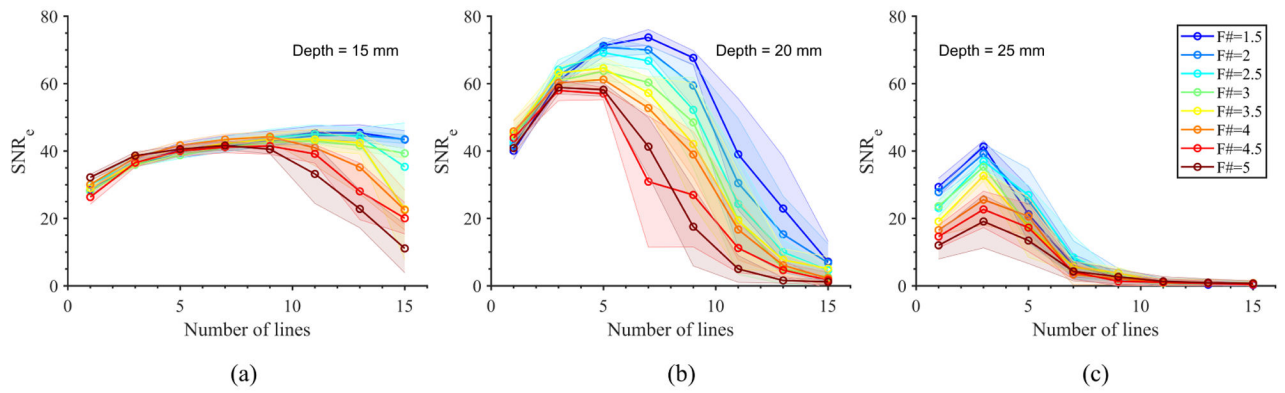 80
60
40
20
0
SNRe
Depth = 15 mm
0 5 10 15
Number of lines
(a)
80
60
40
20
0
SNRe
Depth = 20 mm
0 5 10 15
Number of lines
(b)
80
60
40
20
0
SNRe
Depth = 25 mm
0 5 10 15
Number of lines
(c)
F#=1.5
F#=2
F#=2.5
F#=3
F#=3.5
F#=4
F#=4.5
F#=5